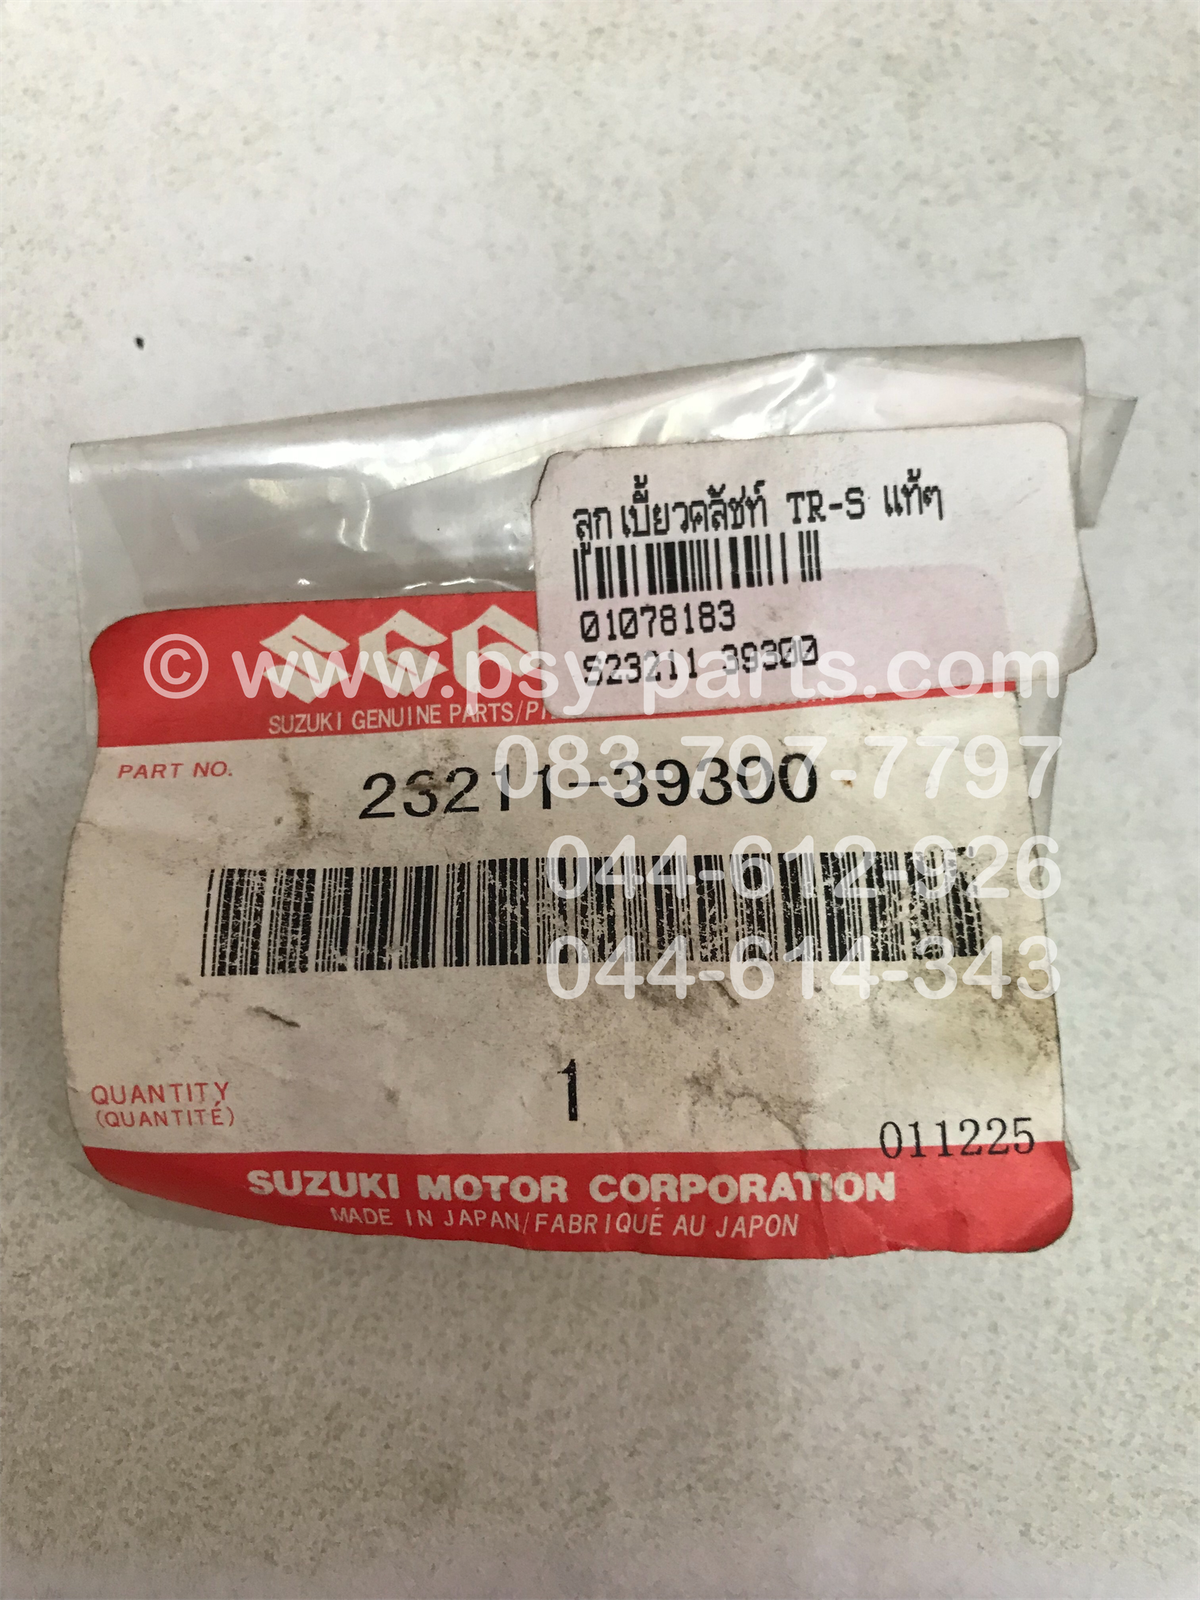 ลูกเบี้ยวคลัชท์ TR-S แท้ๆ
01078183
S23211 39300
© www.psy-parts.com
SUZUKI GENUINE PARTS/
083-797-7797
PART NO.
23211-39300
044-612-926
044-614-343
QUANTITY
(QUANTITÉ)
1
011225
SUZUKI MOTOR CORPORATION
MADE IN JAPAN/FABRIQUÉ AU JAPON